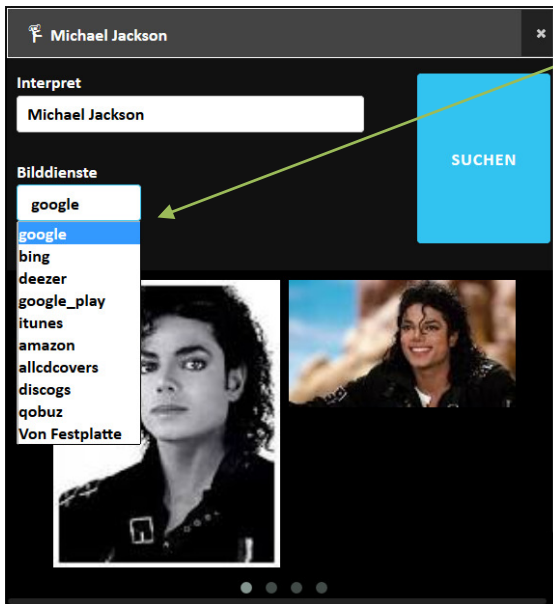 Michael Jackson
Interpret
Michael Jackson
SUCHEN
Bilddienste
google
google
bing
deezer
google_play
itunes
amazon
allcdcovers
discogs
qobuz
Von Festplatte